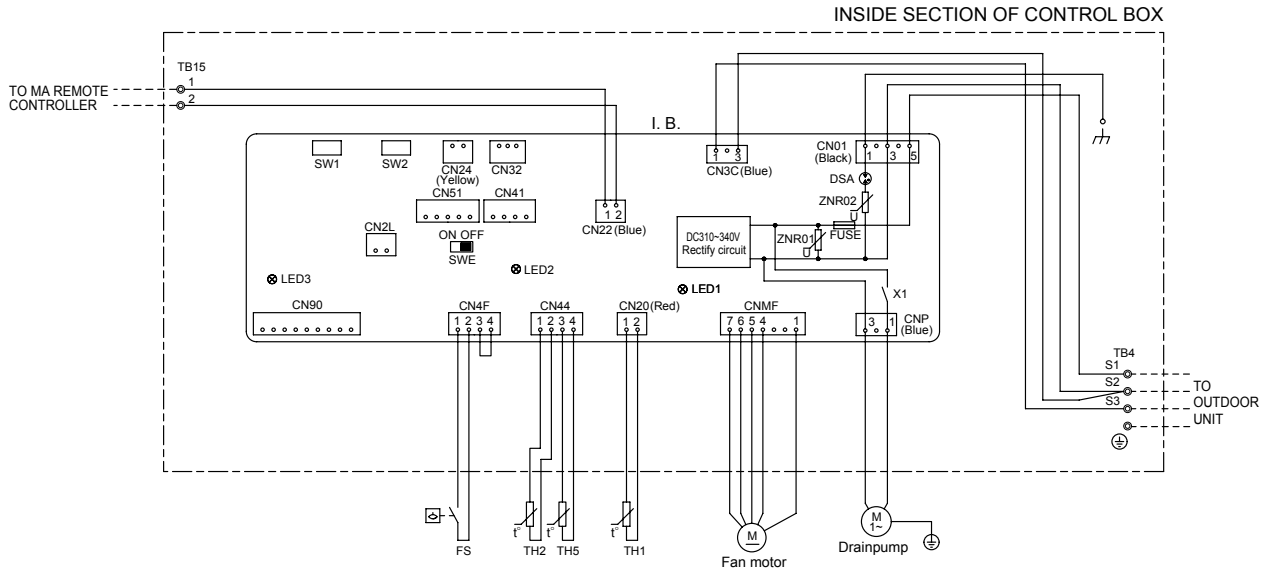 INSIDE SECTION OF CONTROL BOX
TB15
1
2
TO MA REMOTE
CONTROLLER
I. B.
SW1
SW2
CN24
(Yellow)
CN32
CN51
CN41
CN2L
ON OFF
SWE
1 2
CN22 (Blue)
1 3
CN3C (Blue)
CN01
(Black)
1 3 5
DSA
ZNR02
U
FUSE
ZNR01
U
DC310~340V
Rectify circuit
LED3
LED2
LED1
X1
CN90
CN4F
1 2 3 4
CN44
1 2 3 4
CN20 (Red)
1 2
CNMF
7 6 5 4 1
3 1
CNP
(Blue)
TB4
S1
S2
S3
TO
OUTDOOR
UNIT
FS
t°
TH2
t°
TH5
t°
TH1
M
Fan motor
M
1~
Drainpump